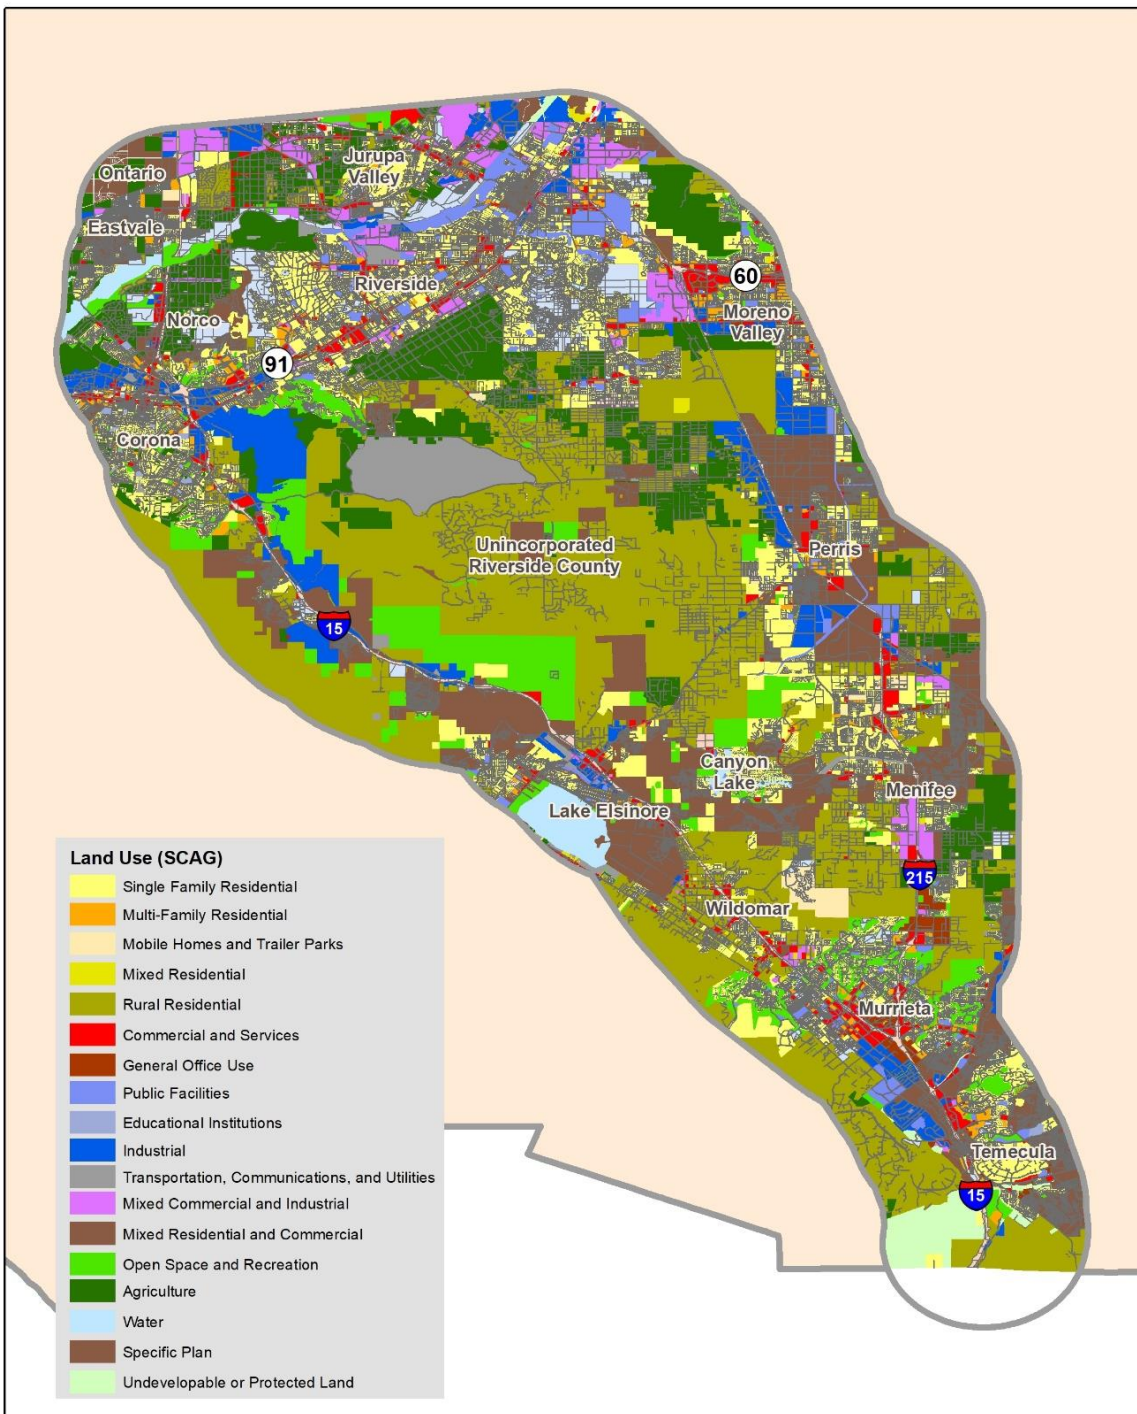 Ontario
Jurupa
Valley
Eastvale
Riverside
60
Norco
Moreno
Valley
91
Corona
Unincorporated
Riverside County
Perris
15
Canyon
Lake
Menifee
Lake Elsinore
215
Wildomar
Murrieta
Temecula
15
Land Use (SCAG)
Single Family Residential
Multi-Family Residential
Mobile Homes and Trailer Parks
Mixed Residential
Rural Residential
Commercial and Services
General Office Use
Public Facilities
Educational Institutions
Industrial
Transportation, Communications, and Utilities
Mixed Commercial and Industrial
Mixed Residential and Commercial
Open Space and Recreation
Agriculture
Water
Specific Plan
Undevelopable or Protected Land